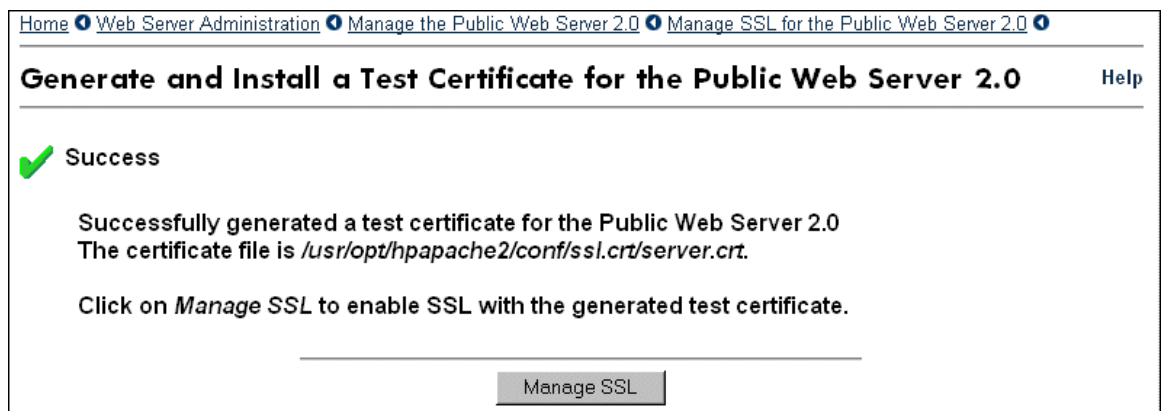 Home Web Server Administration Manage the Public Web Server 2.0 Manage SSL for the Public Web Server 2.0
Generate and Install a Test Certificate for the Public Web Server 2.0 Help
Success
Successfully generated a test certificate for the Public Web Server 2.0
The certificate file is /usr/opt/hpapache2/conf/ssl.crt/server.crt.
Click on Manage SSL to enable SSL with the generated test certificate.
Manage SSL